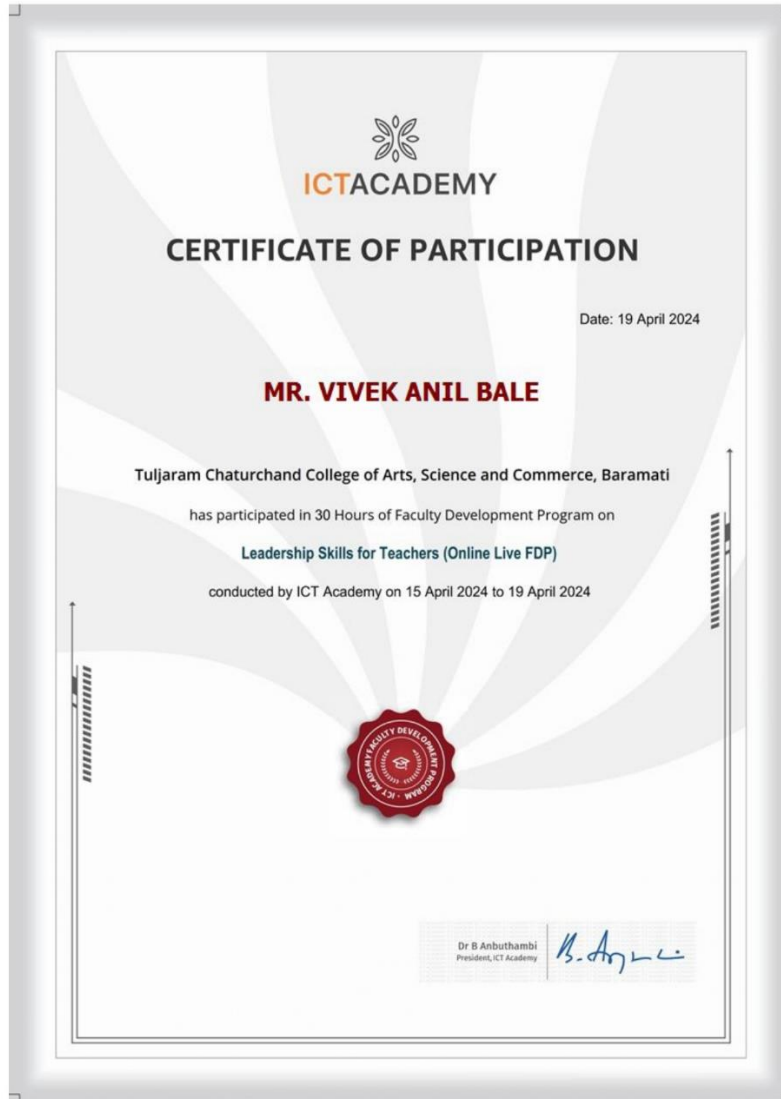 ICTACADEMY
CERTIFICATE OF PARTICIPATION
Date: 19 April 2024
MR. VIVEK ANIL BALE
Tuljaram Chaturchand College of Arts, Science and Commerce, Baramati
has participated in 30 Hours of Faculty Development Program on
Leadership Skills for Teachers (Online Live FDP)
conducted by ICT Academy on 15 April 2024 to 19 April 2024
FACULTY DEVELOPMENT PROGRAM · ICT ACADEMY
Dr B Anbuthambi
President, ICT Academy